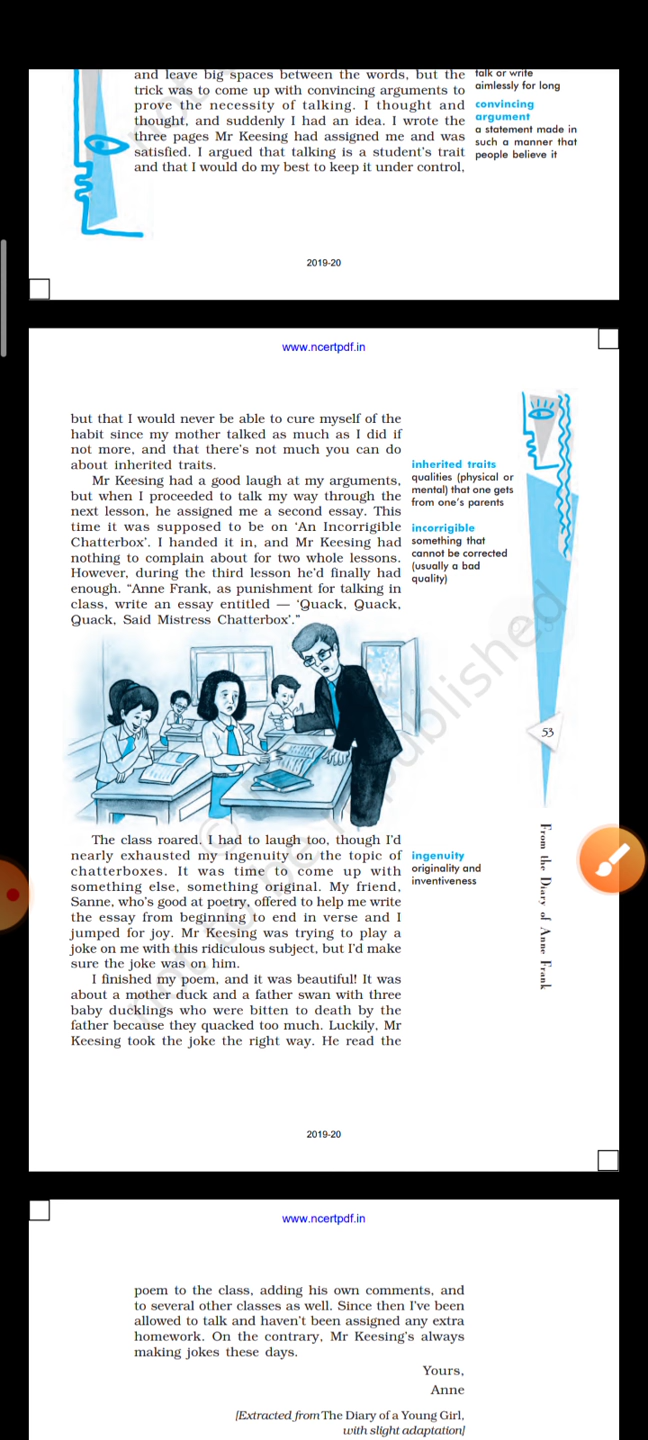 and leave big spaces between the words, but the
trick was to come up with convincing arguments to
prove the necessity of talking. I thought and
thought, and suddenly I had an idea. I wrote the
three pages Mr Keesing had assigned me and was
satisfied. I argued that talking is a student's trait
and that I would do my best to keep it under control,
talk or write
aimlessly for long
convincing
argument
a statement made in
such a manner that
people believe it
2019-20
www.ncertpdf.in
but that I would never be able to cure myself of the
habit since my mother talked as much as I did if
not more, and that there's not much you can do
about inherited traits.
Mr Keesing had a good laugh at my arguments,
but when I proceeded to talk my way through the
next lesson, he assigned me a second essay. This
time it was supposed to be on 'An Incorrigible
Chatterbox'. I handed it in, and Mr Keesing had
nothing to complain about for two whole lessons.
However, during the third lesson he'd finally had
enough. “Anne Frank, as punishment for talking in
class, write an essay entitled — 'Quack, Quack,
Quack, Said Mistress Chatterbox'.”
inherited traits
qualities (physical or
mental) that one gets
from one's parents
incorrigible
something that
cannot be corrected
(usually a bad
quality)
53
From the Diary of Anne Frank
The class roared. I had to laugh too, though I'd
nearly exhausted my ingenuity on the topic of
chatterboxes. It was time to come up with
something else, something original. My friend,
Sanne, who's good at poetry, offered to help me write
the essay from beginning to end in verse and I
jumped for joy. Mr Keesing was trying to play a
joke on me with this ridiculous subject, but I'd make
sure the joke was on him.
I finished my poem, and it was beautiful! It was
about a mother duck and a father swan with three
baby ducklings who were bitten to death by the
father because they quacked too much. Luckily, Mr
Keesing took the joke the right way. He read the
ingenuity
originality and
inventiveness
not to be republished
©
2019-20
www.ncertpdf.in
poem to the class, adding his own comments, and
to several other classes as well. Since then I've been
allowed to talk and haven't been assigned any extra
homework. On the contrary, Mr Keesing's always
making jokes these days.
Yours,
Anne
[Extracted from The Diary of a Young Girl,
with slight adaptation]